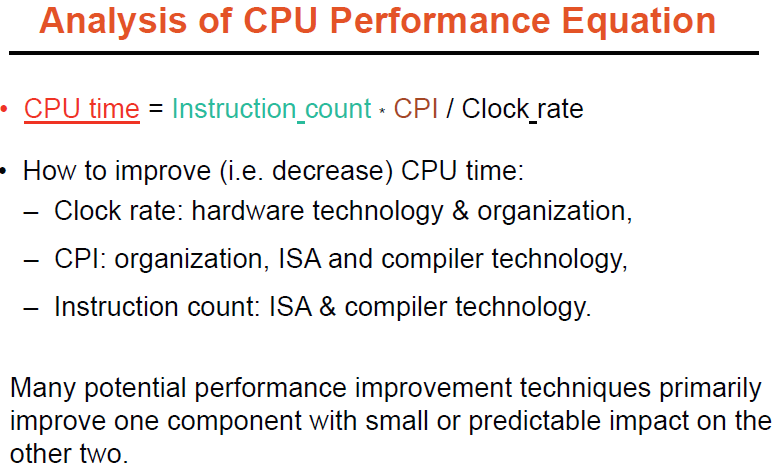 Analysis of CPU Performance Equation
• CPU time = Instruction_count * CPI / Clock_rate
• How to improve (i.e. decrease) CPU time:
– Clock rate: hardware technology & organization,
– CPI: organization, ISA and compiler technology,
– Instruction count: ISA & compiler technology.
Many potential performance improvement techniques primarily
improve one component with small or predictable impact on the
other two.